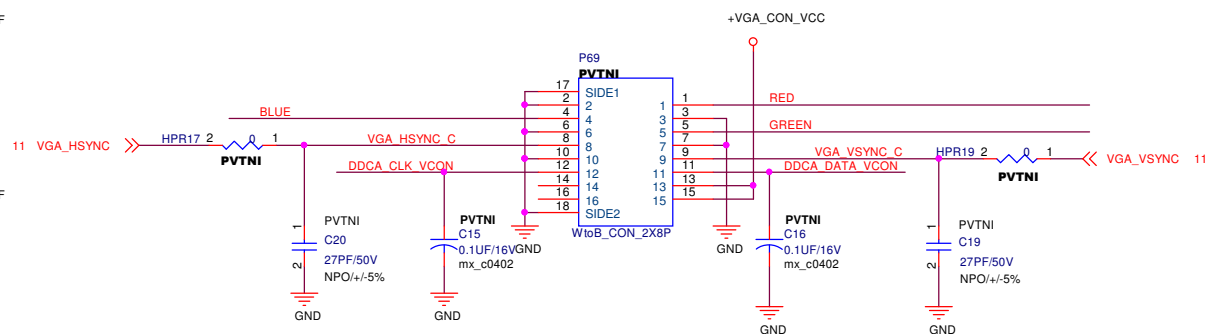 F
+VGA_CON_VCC
P69
PVTNI
17 SIDE1
2 2
1 1 RED
BLUE 4 4
3 3
6 6
5 5 GREEN
11 VGA_HSYNC HPR17 2 0 1 VGA_HSYNC_C 8 8
PVTNI
7 7
10 10
9 9 VGA_VSYNC_C HPR19 2 0 1 VGA_VSYNC 11
PVTNI
DDCA_CLK_VCON 12 12
11 11 DDCA_DATA_VCON
14 14
13 13
16 16
15 15
F
18 SIDE2
WtoB_CON_2X8P
1 PVTNI
C20
27PF/50V
2 NPO/+/-5%
GND
PVTNI
C15
0.1UF/16V
mx_c0402
GND
GND
GND
PVTNI
C16
0.1UF/16V
mx_c0402
GND
1 PVTNI
C19
27PF/50V
2 NPO/+/-5%
GND